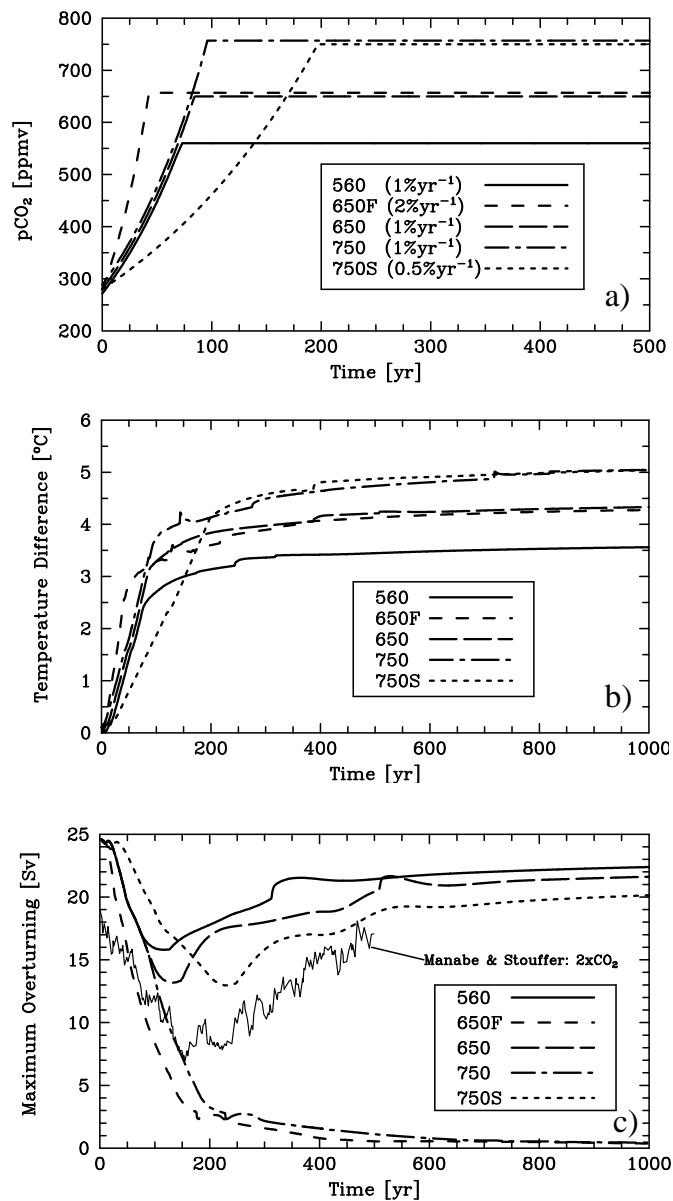 800
700
600
500
400
300
200
pCO₂ [ppmv]
560 (1%yr⁻¹)
650F (2%yr⁻¹)
650 (1%yr⁻¹)
750 (1%yr⁻¹)
750S (0.5%yr⁻¹)
a)
0 100 200 300 400 500
Time [yr]
6
5
4
3
2
1
0
Temperature Difference [°C]
560
650F
650
750
750S
b)
0 200 400 600 800 1000
Time [yr]
25
20
15
10
5
0
Maximum Overturning [Sv]
Manabe & Stouffer: 2xCO₂
560
650F
650
750
750S
c)
0 200 400 600 800 1000
Time [yr]